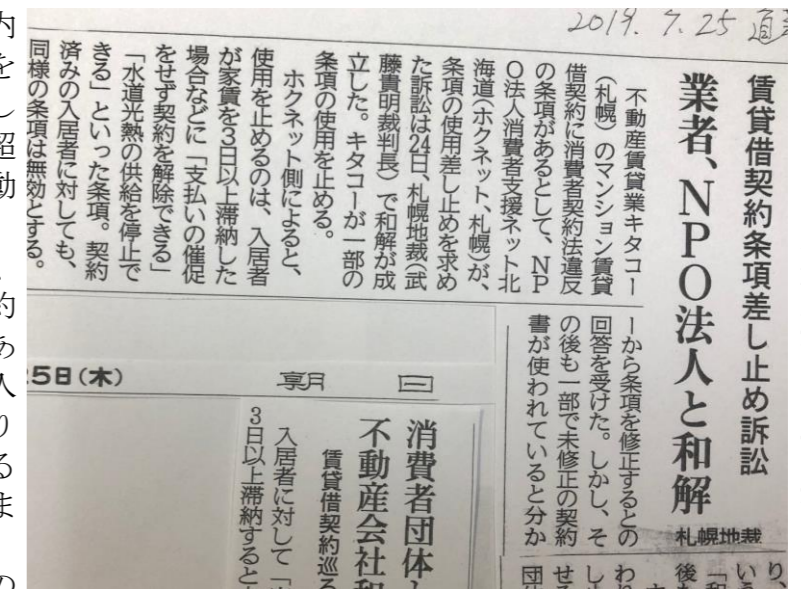 2019. 7. 25
賃貸借契約条項差し止め訴訟
業者、NPO法人と和解
札幌地裁
不動産賃貸業キタコー
(札幌)のマンション賃貸
借契約に消費者契約法違反
の条項があるとして、NP
O法人消費者支援ネット北
海道(ホクネット、札幌)が、
条項の使用差し止めを求め
た訴訟は24日、札幌地裁(武
藤貴明裁判長)で和解が成
立した。キタコーが一部の
条項の使用を止める。
ホクネット側によると、
使用を止めるのは、入居者
が家賃を3日以上滞納した
場合などに「支払いの催促
をせず契約を解除できる」
「水道光熱の供給を停止で
きる」といった条項。契約
済みの入居者に対しても、
同様の条項は無効とする。
ーから条項を修正するとの
回答を受けた。しかし、そ
の後も一部で未修正の契約
書が使われていると分か
り、
いう
「和
後た
わり
しも
せる
団体
5日(木)
朝日
消費者団体
不動産会社和
賃貸借契約巡る
入居者に対して「
3日以上滞納すると
内
を
し
超
動
約
あ
人
り
る
ま
の